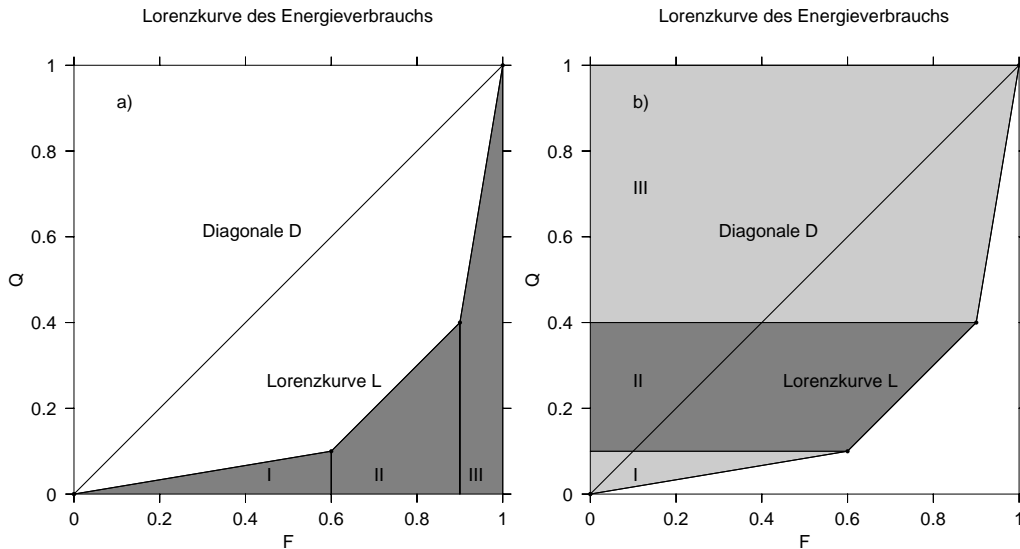 Lorenzkurve des Energieverbrauchs
a)
Diagonale D
Lorenzkurve L
I
II
III
Q
1
0.8
0.6
0.4
0.2
0
0 0.2 0.4 0.6 0.8 1
F
Lorenzkurve des Energieverbrauchs
b)
III
Diagonale D
II
Lorenzkurve L
I
Q
1
0.8
0.6
0.4
0.2
0
0 0.2 0.4 0.6 0.8 1
F